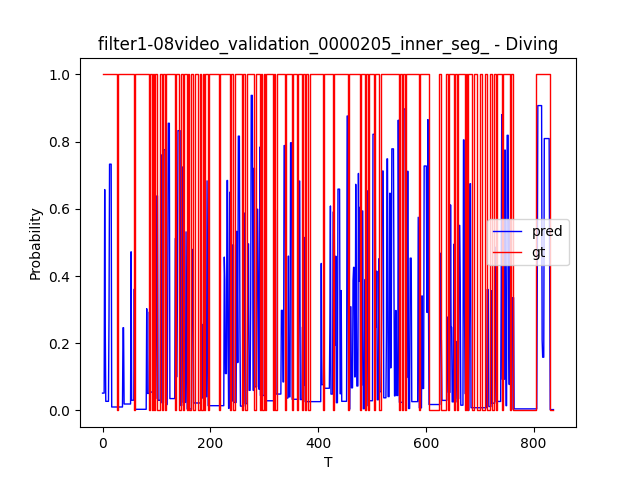 filter1-08video_validation_0000205_inner_seg_ - Diving
1.0
0.8
0.6
0.4
0.2
0.0
Probability
pred
gt
0
200
400
600
800
T